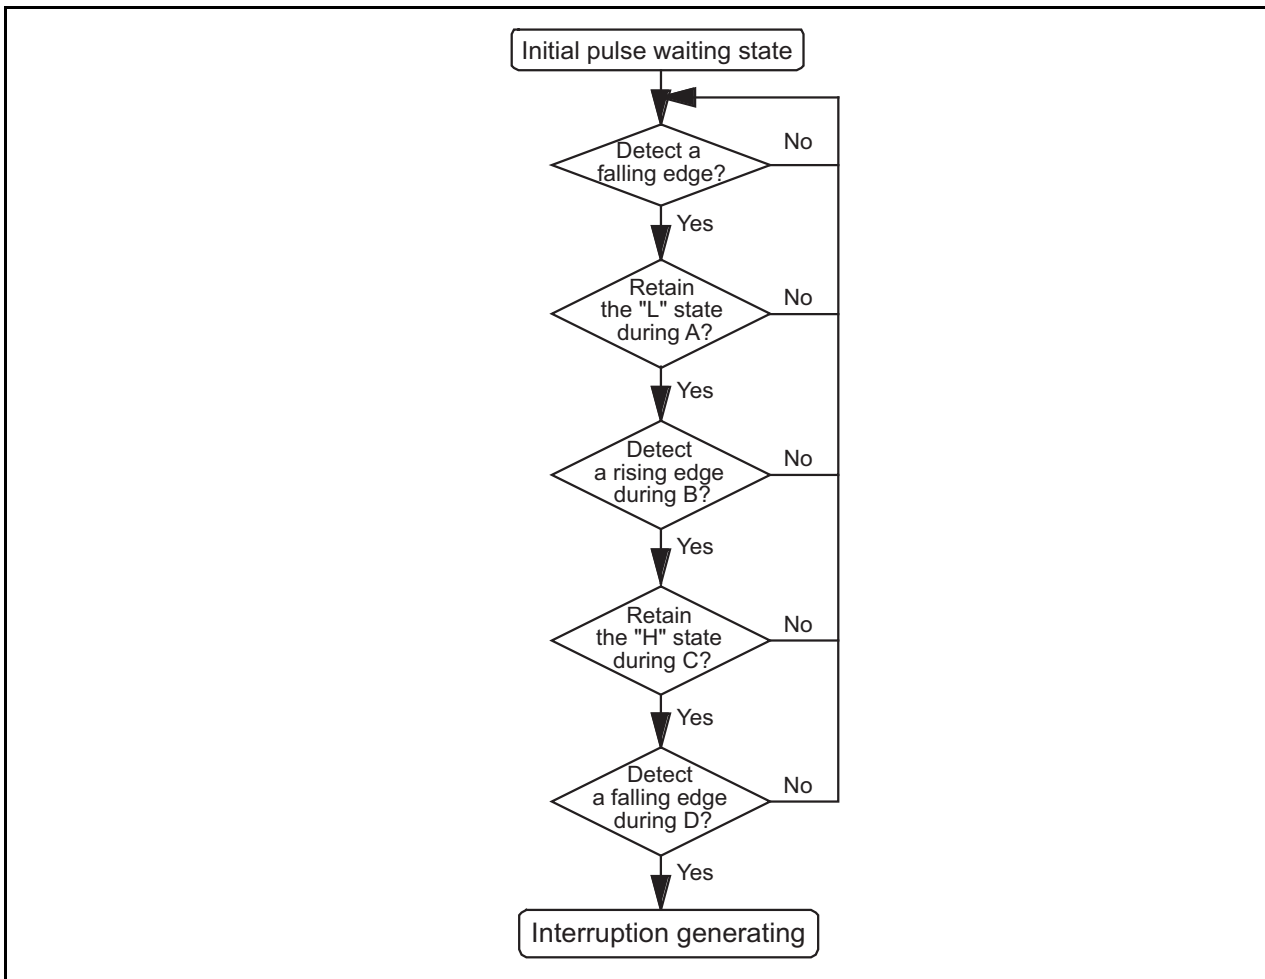 Initial pulse waiting state
Detect a
falling edge?
No
Yes
Retain
the "L" state
during A?
No
Yes
Detect
a rising edge
during B?
No
Yes
Retain
the "H" state
during C?
No
Yes
Detect
a falling edge
during D?
No
Yes
Interruption generating